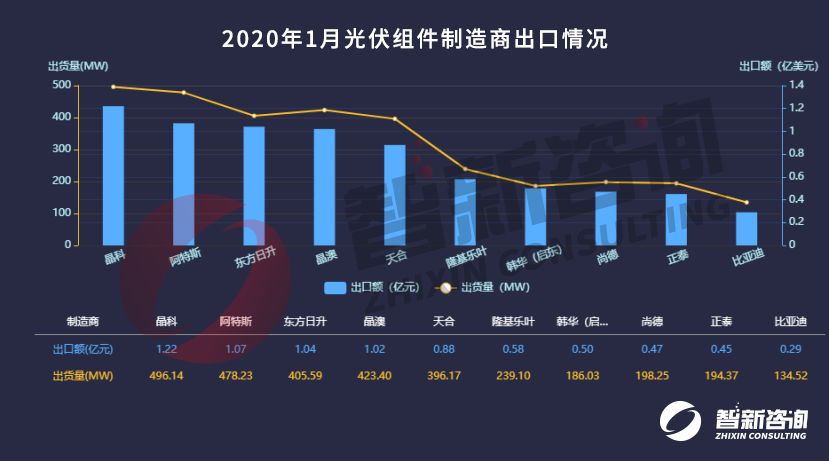 2020年1月光伏组件制造商出口情况
出货量(MW) 出口额（亿美元）
500 1.4
400 1.2
300 1
200 0.8
100 0.6
0 0.4
0.2
0
晶科 阿特斯 东方日升 晶澳 天合 隆基乐叶 韩华（启东） 尚德 正泰 比亚迪
出口额（亿元） 出货量（MW）
制造商 晶科 阿特斯 东方日升 晶澳 天合 隆基乐叶 韩华（启... 尚德 正泰 比亚迪
出口额(亿元) 1.22 1.07 1.04 1.02 0.88 0.58 0.50 0.47 0.45 0.29
出货量(MW) 496.14 478.23 405.59 423.40 396.17 239.10 186.03 198.25 194.37 134.52
智新咨询
ZHIXIN CONSULTING
智新咨询
ZHIXIN CONSULTING